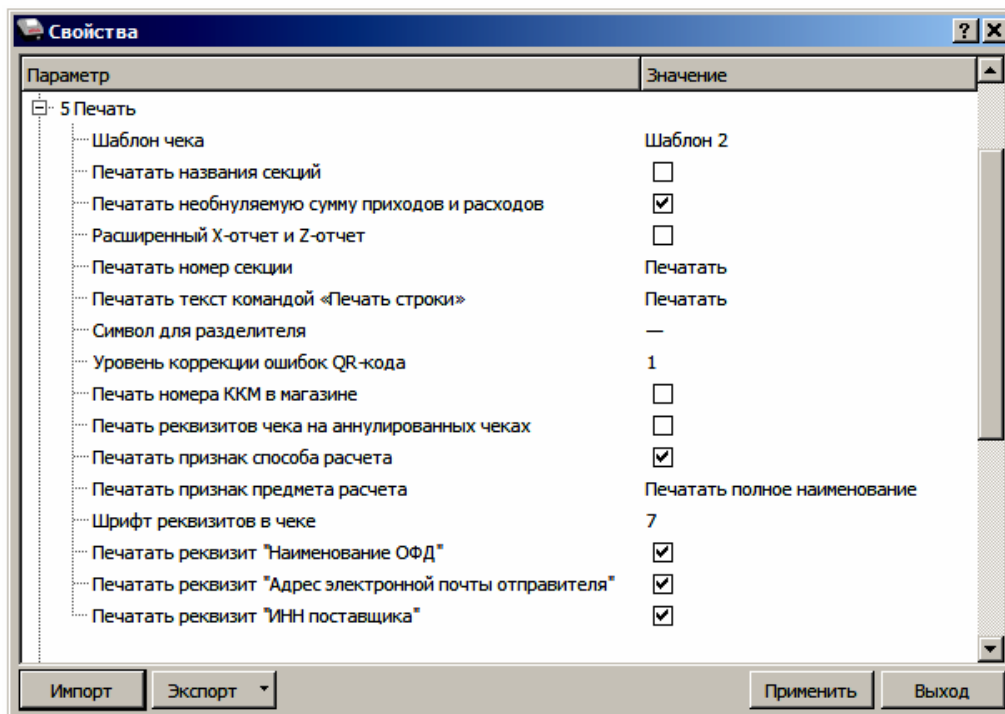 Свойства
Параметр Значение
5 Печать
Шаблон чека Шаблон 2
Печатать названия секций
Печатать необнуляемую сумму приходов и расходов
Расширенный X-отчет и Z-отчет
Печатать номер секции Печатать
Печатать текст командой «Печать строки» Печатать
Символ для разделителя —
Уровень коррекции ошибок QR-кода 1
Печать номера ККМ в магазине
Печать реквизитов чека на аннулированных чеках
Печатать признак способа расчета
Печатать признак предмета расчета Печатать полное наименование
Шрифт реквизитов в чеке 7
Печатать реквизит "Наименование ОФД"
Печатать реквизит "Адрес электронной почты отправителя"
Печатать реквизит "ИНН поставщика"
Импорт Экспорт Применить Выход